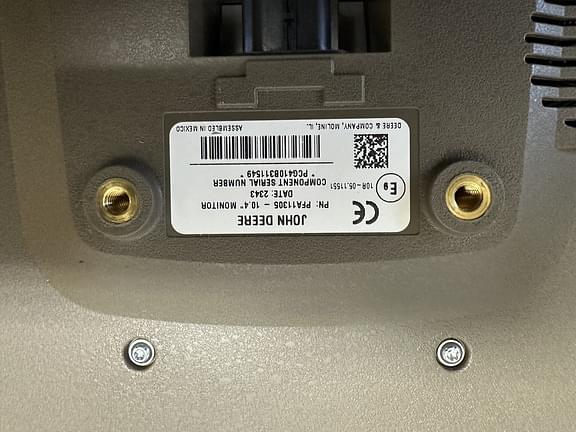 JOHN DEERE
PN: PFA11305 - 10.4" MONITOR
DATE: 2343
COMPONENT SERIAL NUMBER
* PCG410B311549 *
CE
E9
10R-05.11551
DEERE & COMPANY, MOLINE, IL.
ASSEMBLED IN MEXICO